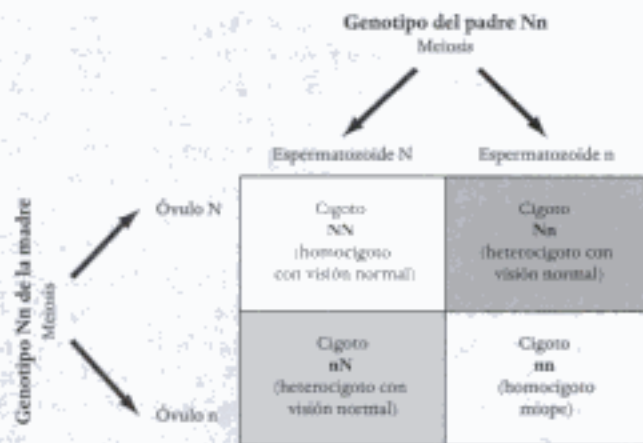 Genotipo del padre Nn
Meiosis
Espermatozoide N
Espermatozoide n
Genotipo Nn de la madre
Meiosis
Óvulo N
Cigoto
NN
(homocigoto
con visión normal)
Cigoto
Nn
(heterocigoto con
visión normal)
Óvulo n
Cigoto
nN
(heterocigoto con
visión normal)
Cigoto
nn
(homocigoto
miope)